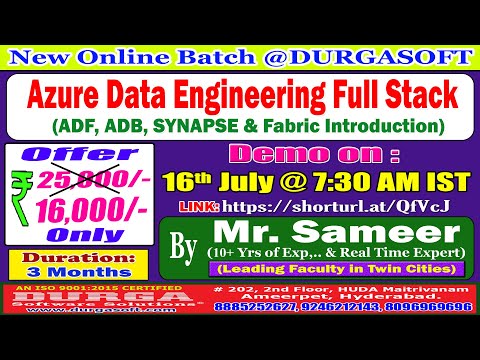 New Online Batch @DURGASOFT
Azure Data Engineering Full Stack
(ADF, ADB, SYNAPSE & Fabric Introduction)
Offer
₹ 25,800/-
16,000/-
Only
Duration:
3 Months
Demo on :
16th July @ 7:30 AM IST
LINK: https://shorturl.at/QfVcJ
By Mr. Sameer
(10+ Yrs of Exp,.. & Real Time Expert)
(Leading Faculty in Twin Cities)
AN ISO 9001:2015 CERTIFIED
DURGA
Software Solutions®
www.durgasoft.com
# 202, 2nd Floor, HUDA Maitrivanam
Ameerpet, Hyderabad.
8885252627, 9246212143, 8096969696